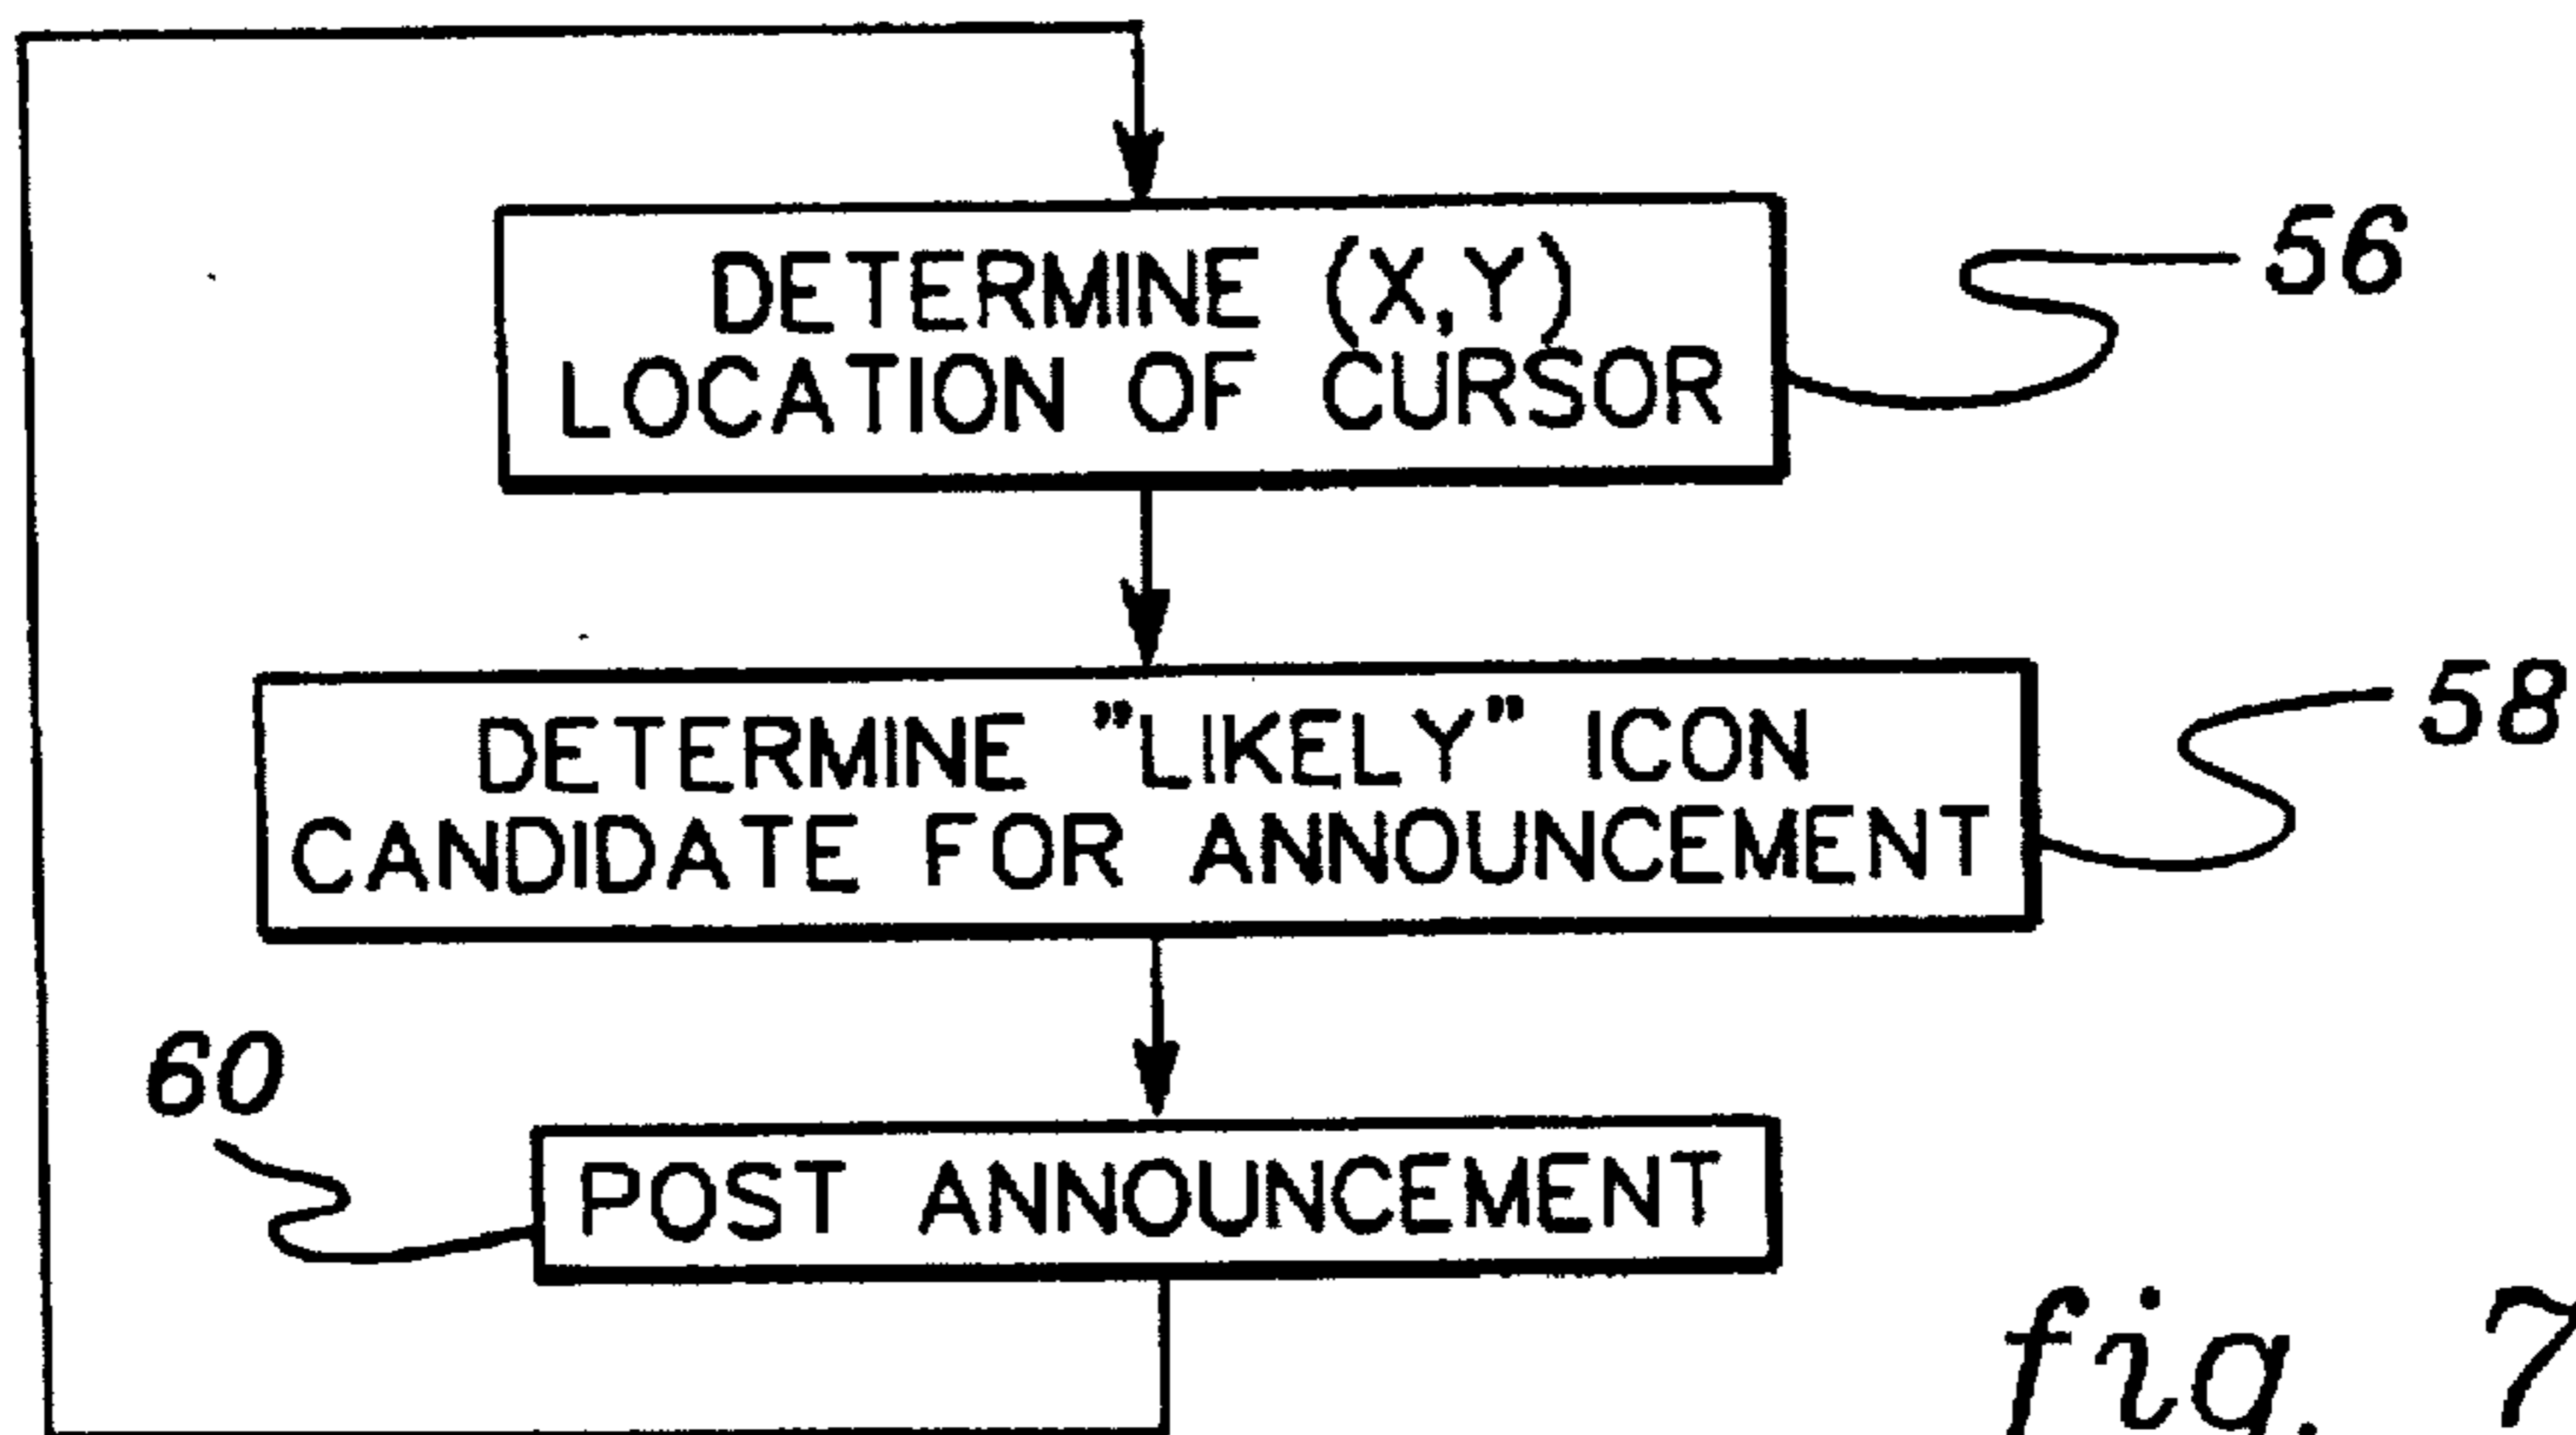 DETERMINE (X,Y)
LOCATION OF CURSOR
56
DETERMINE "LIKELY" ICON
CANDIDATE FOR ANNOUNCEMENT
58
60
POST ANNOUNCEMENT
fig. 7